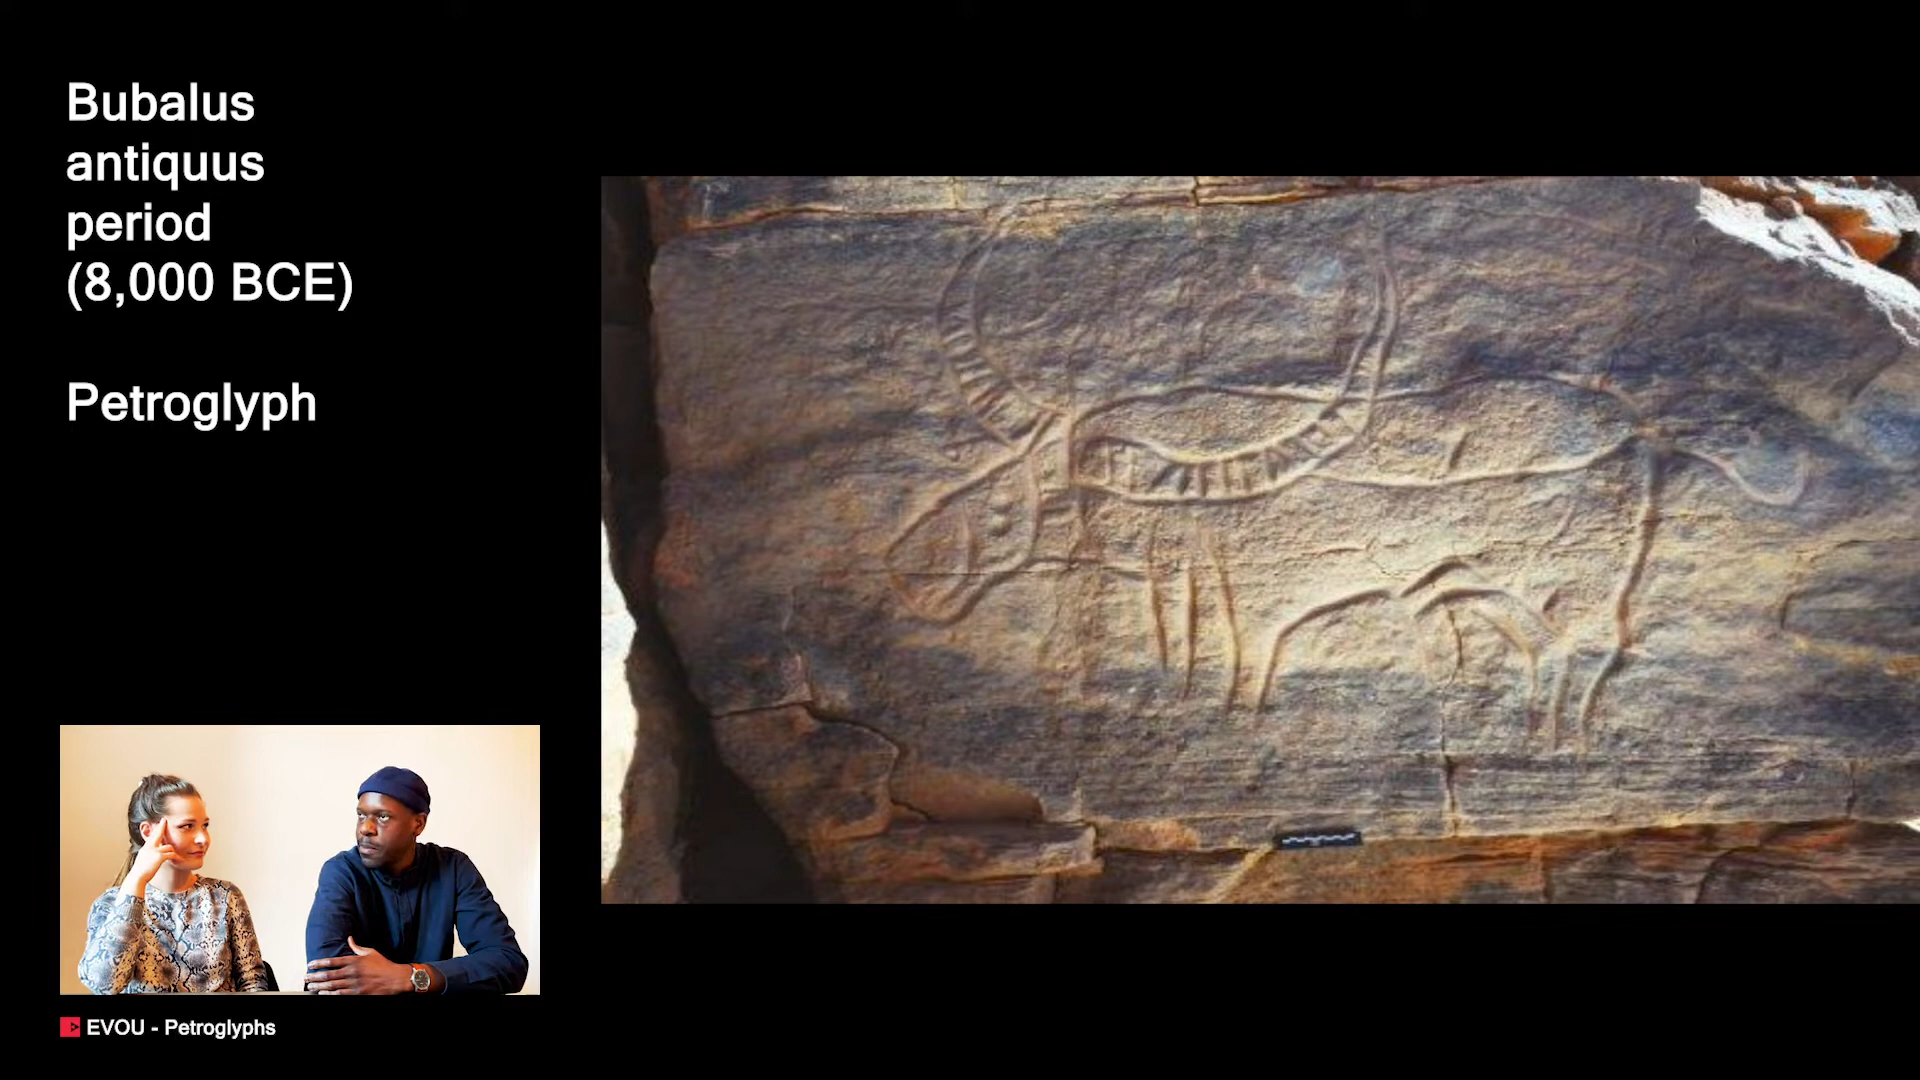 Bubalus
antiquus
period
(8,000 BCE)
Petroglyph
EVOU - Petroglyphs